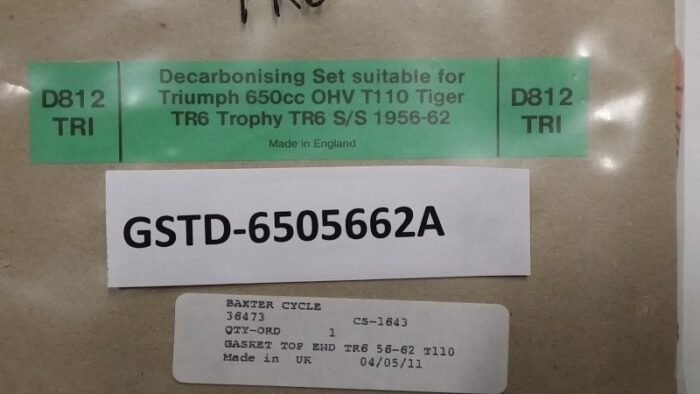 D812
TRI
Decarbonising Set suitable for
Triumph 650cc OHV T110 Tiger
TR6 Trophy TR6 S/S 1956-62
Made in England
D812
TRI
GSTD-6505662A
BAXTER CYCLE
36473 CS-1643
QTY-ORD 1
GASKET TOP END TR6 56-62 T110
Made in UK 04/05/11